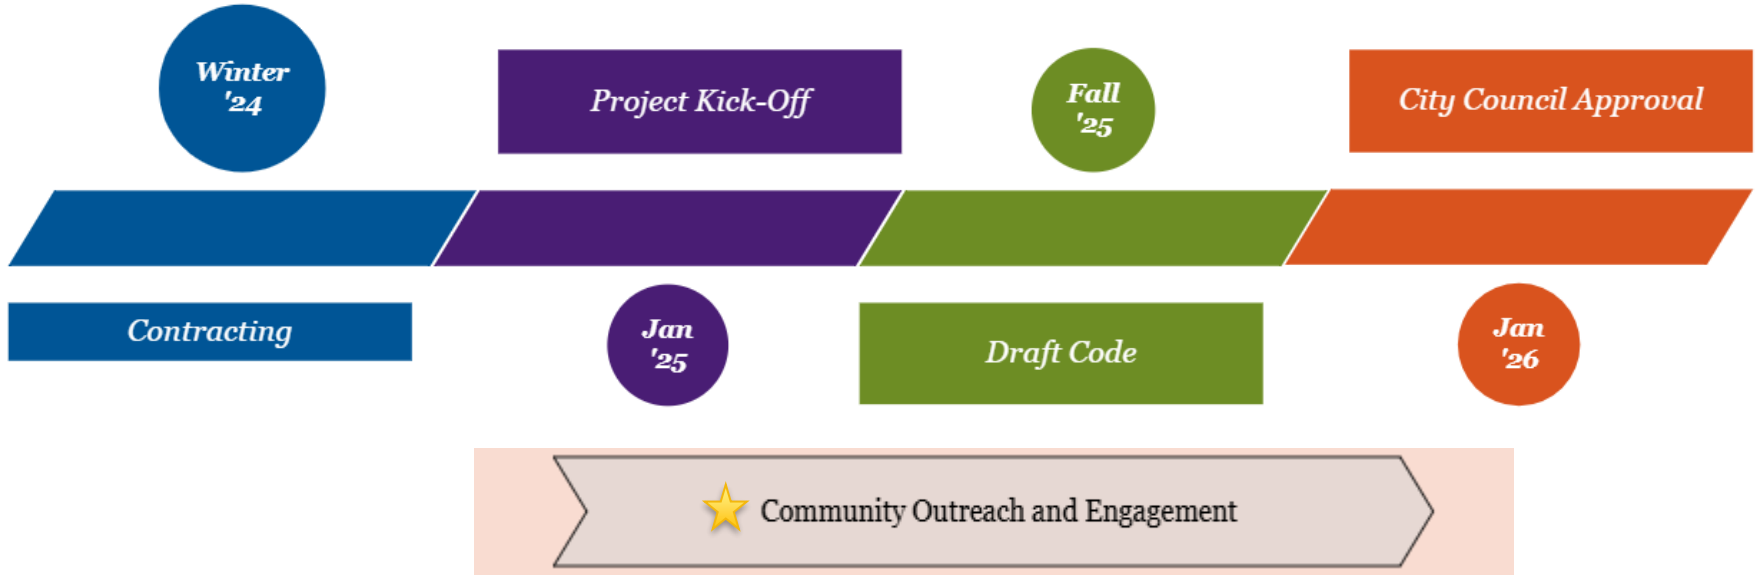 Winter
'24
Project Kick-Off
Fall
'25
City Council Approval
Contracting
Jan
'25
Draft Code
Jan
'26
Community Outreach and Engagement